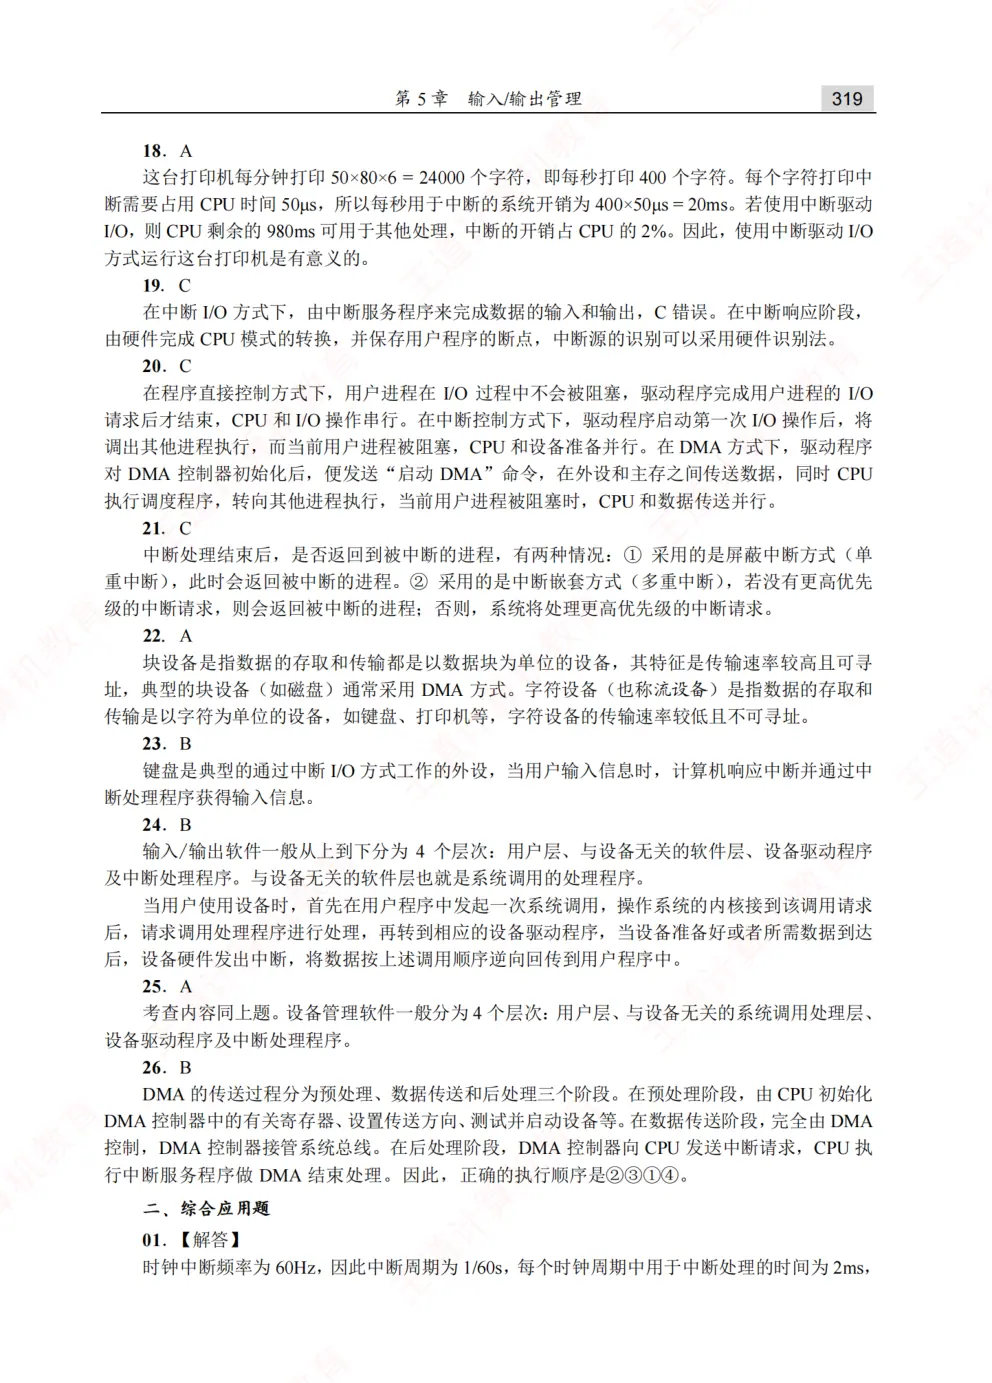 第 5 章 输入/输出管理 319
18．A
这台打印机每分钟打印 50×80×6 = 24000 个字符，即每秒打印 400 个字符。每个字符打印中
断需要占用 CPU 时间 50μs，所以每秒用于中断的系统开销为 400×50μs = 20ms。若使用中断驱动
I/O，则 CPU 剩余的 980ms 可用于其他处理，中断的开销占 CPU 的 2%。因此，使用中断驱动 I/O
方式运行这台打印机是有意义的。
19．C
在中断 I/O 方式下，由中断服务程序来完成数据的输入和输出，C 错误。在中断响应阶段，
由硬件完成 CPU 模式的转换，并保存用户程序的断点，中断源的识别可以采用硬件识别法。
20．C
在程序直接控制方式下，用户进程在 I/O 过程中不会被阻塞，驱动程序完成用户进程的 I/O
请求后才结束，CPU 和 I/O 操作串行。在中断控制方式下，驱动程序启动第一次 I/O 操作后，将
调出其他进程执行，而当前用户进程被阻塞，CPU 和设备准备并行。在 DMA 方式下，驱动程序
对 DMA 控制器初始化后，便发送“启动 DMA”命令，在外设和主存之间传送数据，同时 CPU
执行调度程序，转向其他进程执行，当前用户进程被阻塞时，CPU 和数据传送并行。
21．C
中断处理结束后，是否返回到被中断的进程，有两种情况：① 采用的是屏蔽中断方式（单
重中断），此时会返回被中断的进程。② 采用的是中断嵌套方式（多重中断），若没有更高优先
级的中断请求，则会返回被中断的进程；否则，系统将处理更高优先级的中断请求。
22．A
块设备是指数据的存取和传输都是以数据块为单位的设备，其特征是传输速率较高且可寻
址，典型的块设备（如磁盘）通常采用 DMA 方式。字符设备（也称流设备）是指数据的存取和
传输是以字符为单位的设备，如键盘、打印机等，字符设备的传输速率较低且不可寻址。
23．B
键盘是典型的通过中断 I/O 方式工作的外设，当用户输入信息时，计算机响应中断并通过中
断处理程序获得输入信息。
24．B
输入/输出软件一般从上到下分为 4 个层次：用户层、与设备无关的软件层、设备驱动程序
及中断处理程序。与设备无关的软件层也就是系统调用的处理程序。
当用户使用设备时，首先在用户程序中发起一次系统调用，操作系统的内核接到该调用请求
后，请求调用处理程序进行处理，再转到相应的设备驱动程序，当设备准备好或者所需数据到达
后，设备硬件发出中断，将数据按上述调用顺序逆向回传到用户程序中。
25．A
考查内容同上题。设备管理软件一般分为 4 个层次：用户层、与设备无关的系统调用处理层、
设备驱动程序及中断处理程序。
26．B
DMA 的传送过程分为预处理、数据传送和后处理三个阶段。在预处理阶段，由 CPU 初始化
DMA 控制器中的有关寄存器、设置传送方向、测试并启动设备等。在数据传送阶段，完全由 DMA
控制，DMA 控制器接管系统总线。在后处理阶段，DMA 控制器向 CPU 发送中断请求，CPU 执
行中断服务程序做 DMA 结束处理。因此，正确的执行顺序是②③①④。
二、综合应用题
01．【解答】
时钟中断频率为 60Hz，因此中断周期为 1/60s，每个时钟周期中用于中断处理的时间为 2ms，